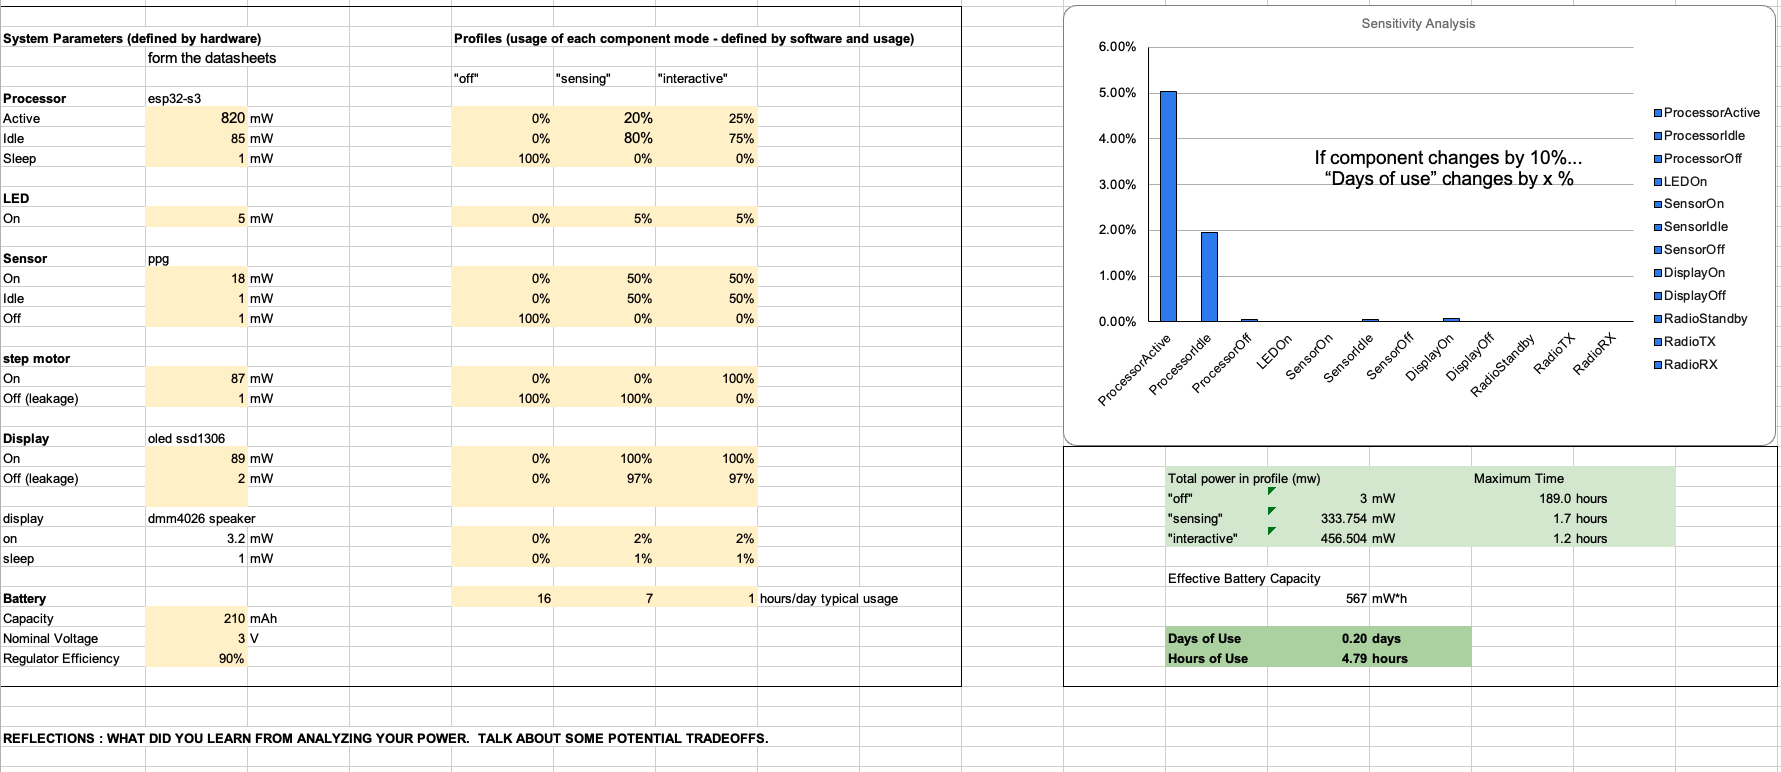 System Parameters (defined by hardware) Profiles (usage of each component mode - defined by software and usage)
form the datasheets
"off" "sensing" "interactive"
Processor esp32-s3
Active 820 mW 0% 20% 25%
Idle 85 mW 0% 80% 75%
Sleep 1 mW 100% 0% 0%
LED
On 5 mW 0% 5% 5%
Sensor ppg
On 18 mW 0% 50% 50%
Idle 1 mW 0% 50% 50%
Off 1 mW 100% 0% 0%
step motor
On 87 mW 0% 0% 100%
Off (leakage) 1 mW 100% 100% 0%
Display oled ssd1306
On 89 mW 0% 100% 100%
Off (leakage) 2 mW 0% 97% 97%
display dmm4026 speaker
on 3.2 mW 0% 2% 2%
sleep 1 mW 0% 1% 1%
Battery 16 7 1 hours/day typical usage
Capacity 210 mAh
Nominal Voltage 3 V
Regulator Efficiency 90%
REFLECTIONS : WHAT DID YOU LEARN FROM ANALYZING YOUR POWER. TALK ABOUT SOME POTENTIAL TRADEOFFS.
Sensitivity Analysis
6.00%
5.00%
4.00%
3.00%
2.00%
1.00%
0.00%
If component changes by 10%...
“Days of use” changes by x %
ProcessorActive
ProcessorIdle
ProcessorOff
LEDOn
SensorOn
SensorIdle
SensorOff
DisplayOn
DisplayOff
RadioStandby
RadioTX
RadioRX
ProcessorActive
ProcessorIdle
ProcessorOff
LEDOn
SensorOn
SensorIdle
SensorOff
DisplayOn
DisplayOff
RadioStandby
RadioTX
RadioRX
Total power in profile (mw) Maximum Time
"off" 3 mW 189.0 hours
"sensing" 333.754 mW 1.7 hours
"interactive" 456.504 mW 1.2 hours
Effective Battery Capacity
567 mW*h
Days of Use 0.20 days
Hours of Use 4.79 hours